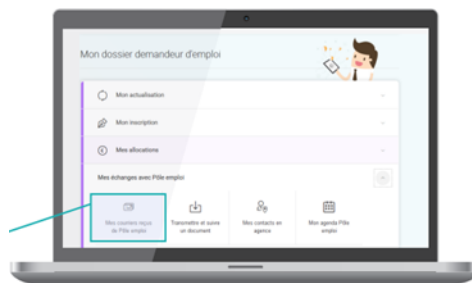 Mon dossier demandeur d'emploi
Mon actualisation
Mon inscription
Mes allocations
Mes échanges avec Pôle emploi
Mes courriers reçus
de Pôle emploi
Transmettre et suivre
un document
Mes contacts en
agence
Mon agenda Pôle
emploi